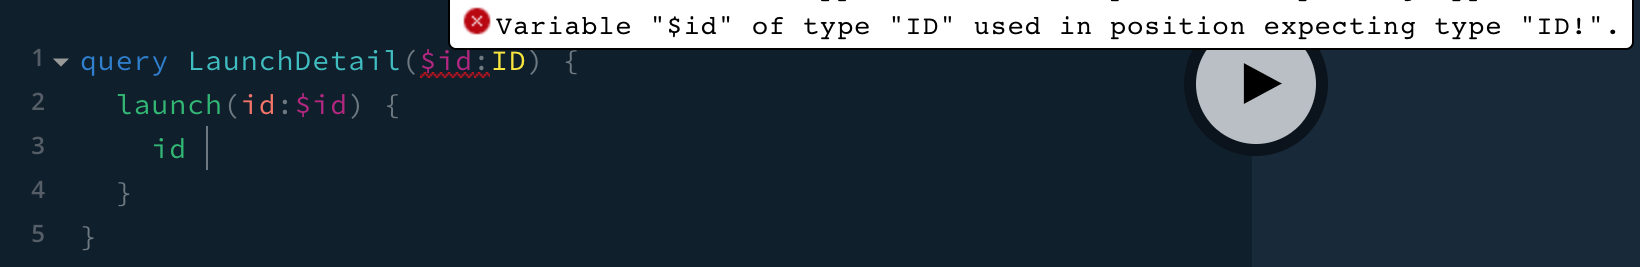 Variable "$id" of type "ID" used in position expecting type "ID!".
1 query LaunchDetail($id:ID) {
2 launch(id:$id) {
3 id
4 }
5 }